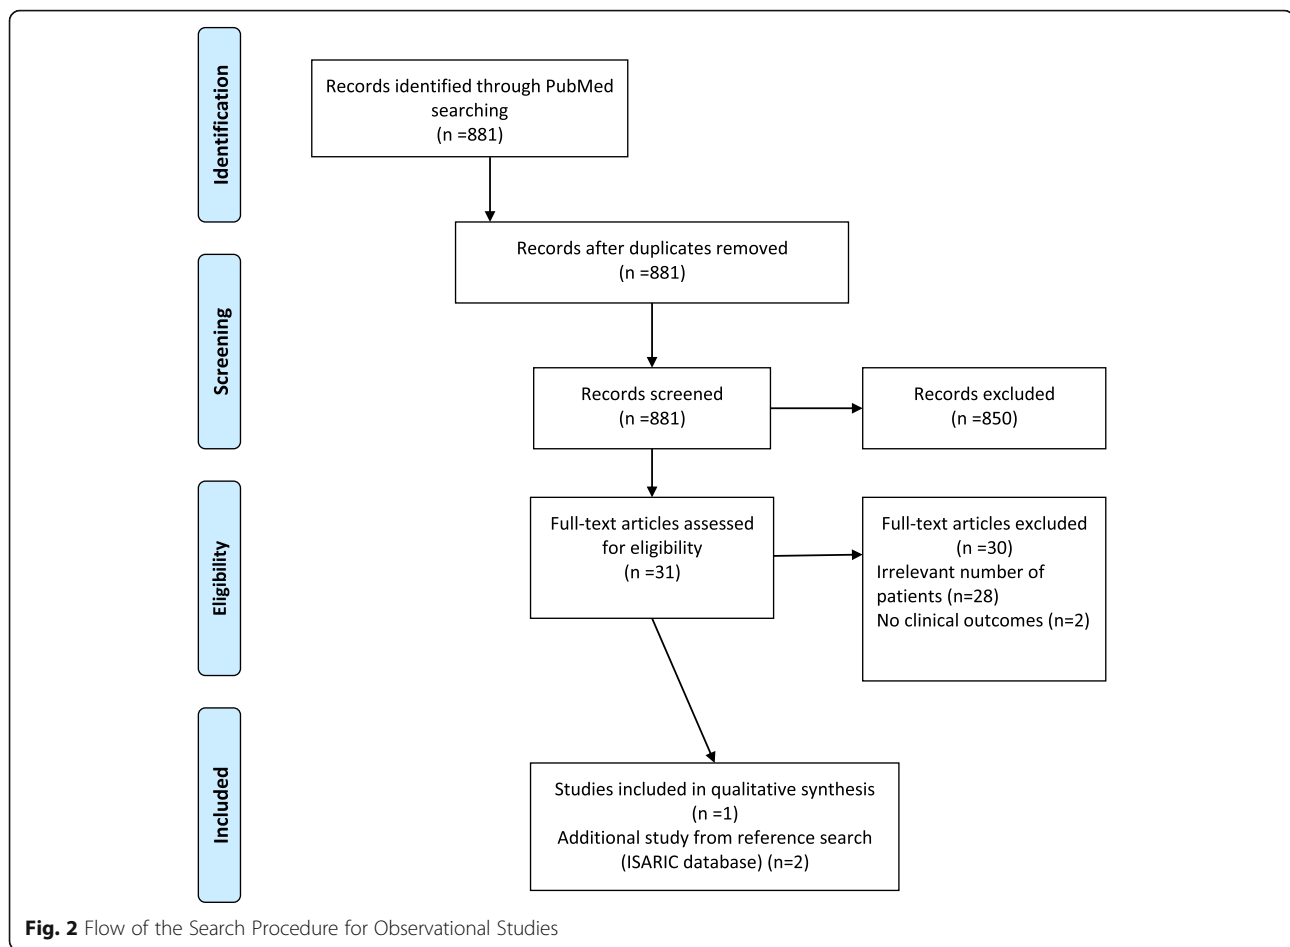 Identification
Records identified through PubMed
searching
(n =881)
Records after duplicates removed
(n =881)
Screening
Records screened
(n =881)
Records excluded
(n =850)
Eligibility
Full-text articles assessed
for eligibility
(n =31)
Full-text articles excluded
(n =30)
Irrelevant number of
patients (n=28)
No clinical outcomes (n=2)
Included
Studies included in qualitative synthesis
(n =1)
Additional study from reference search
(ISARIC database) (n=2)
Fig. 2 Flow of the Search Procedure for Observational Studies